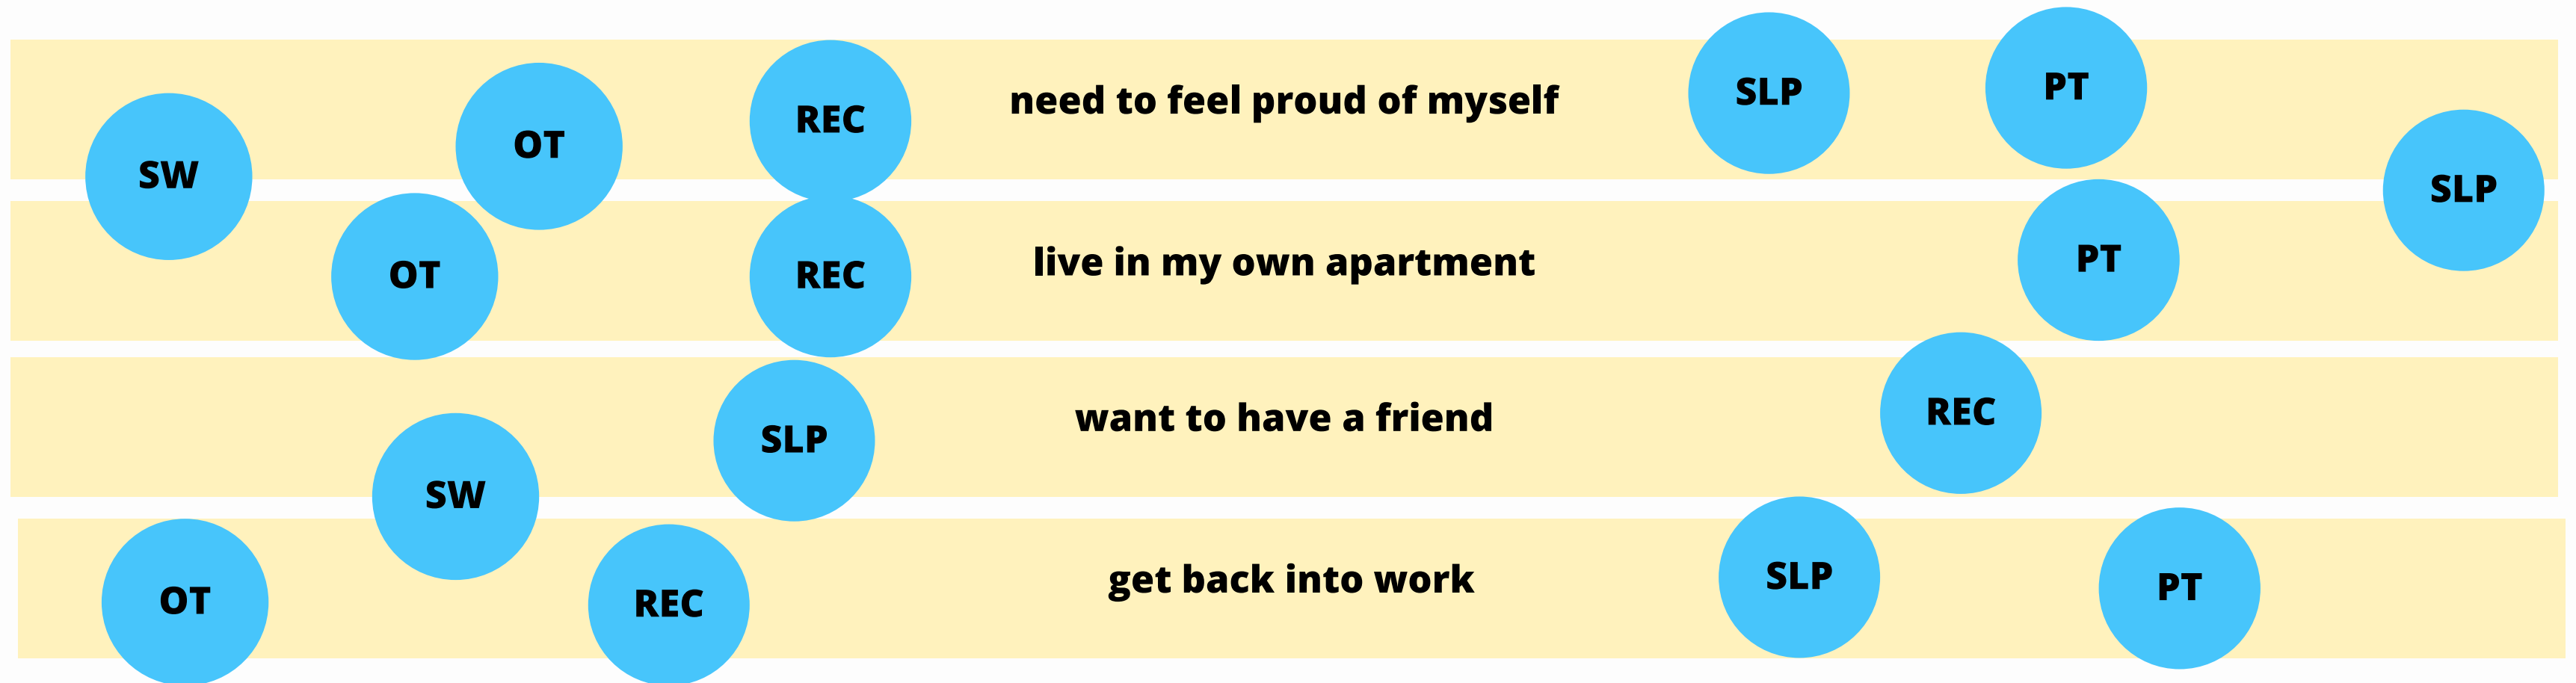 SW
OT
REC
need to feel proud of myself
SLP
PT
SLP
OT
REC
live in my own apartment
PT
SW
SLP
want to have a friend
REC
OT
REC
get back into work
SLP
PT